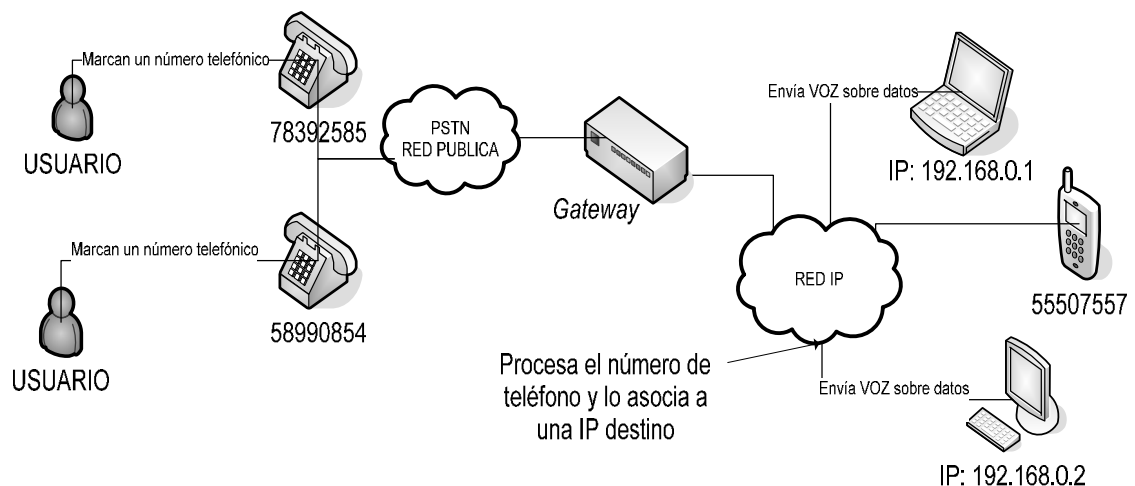 Marcan un número telefónico
78392585
USUARIO
Marcan un número telefónico
58990854
USUARIO
PSTN
RED PUBLICA
Gateway
Envía VOZ sobre datos
IP: 192.168.0.1
RED IP
55507557
Procesa el número de
teléfono y lo asocia a
una IP destino
Envía VOZ sobre datos
IP: 192.168.0.2